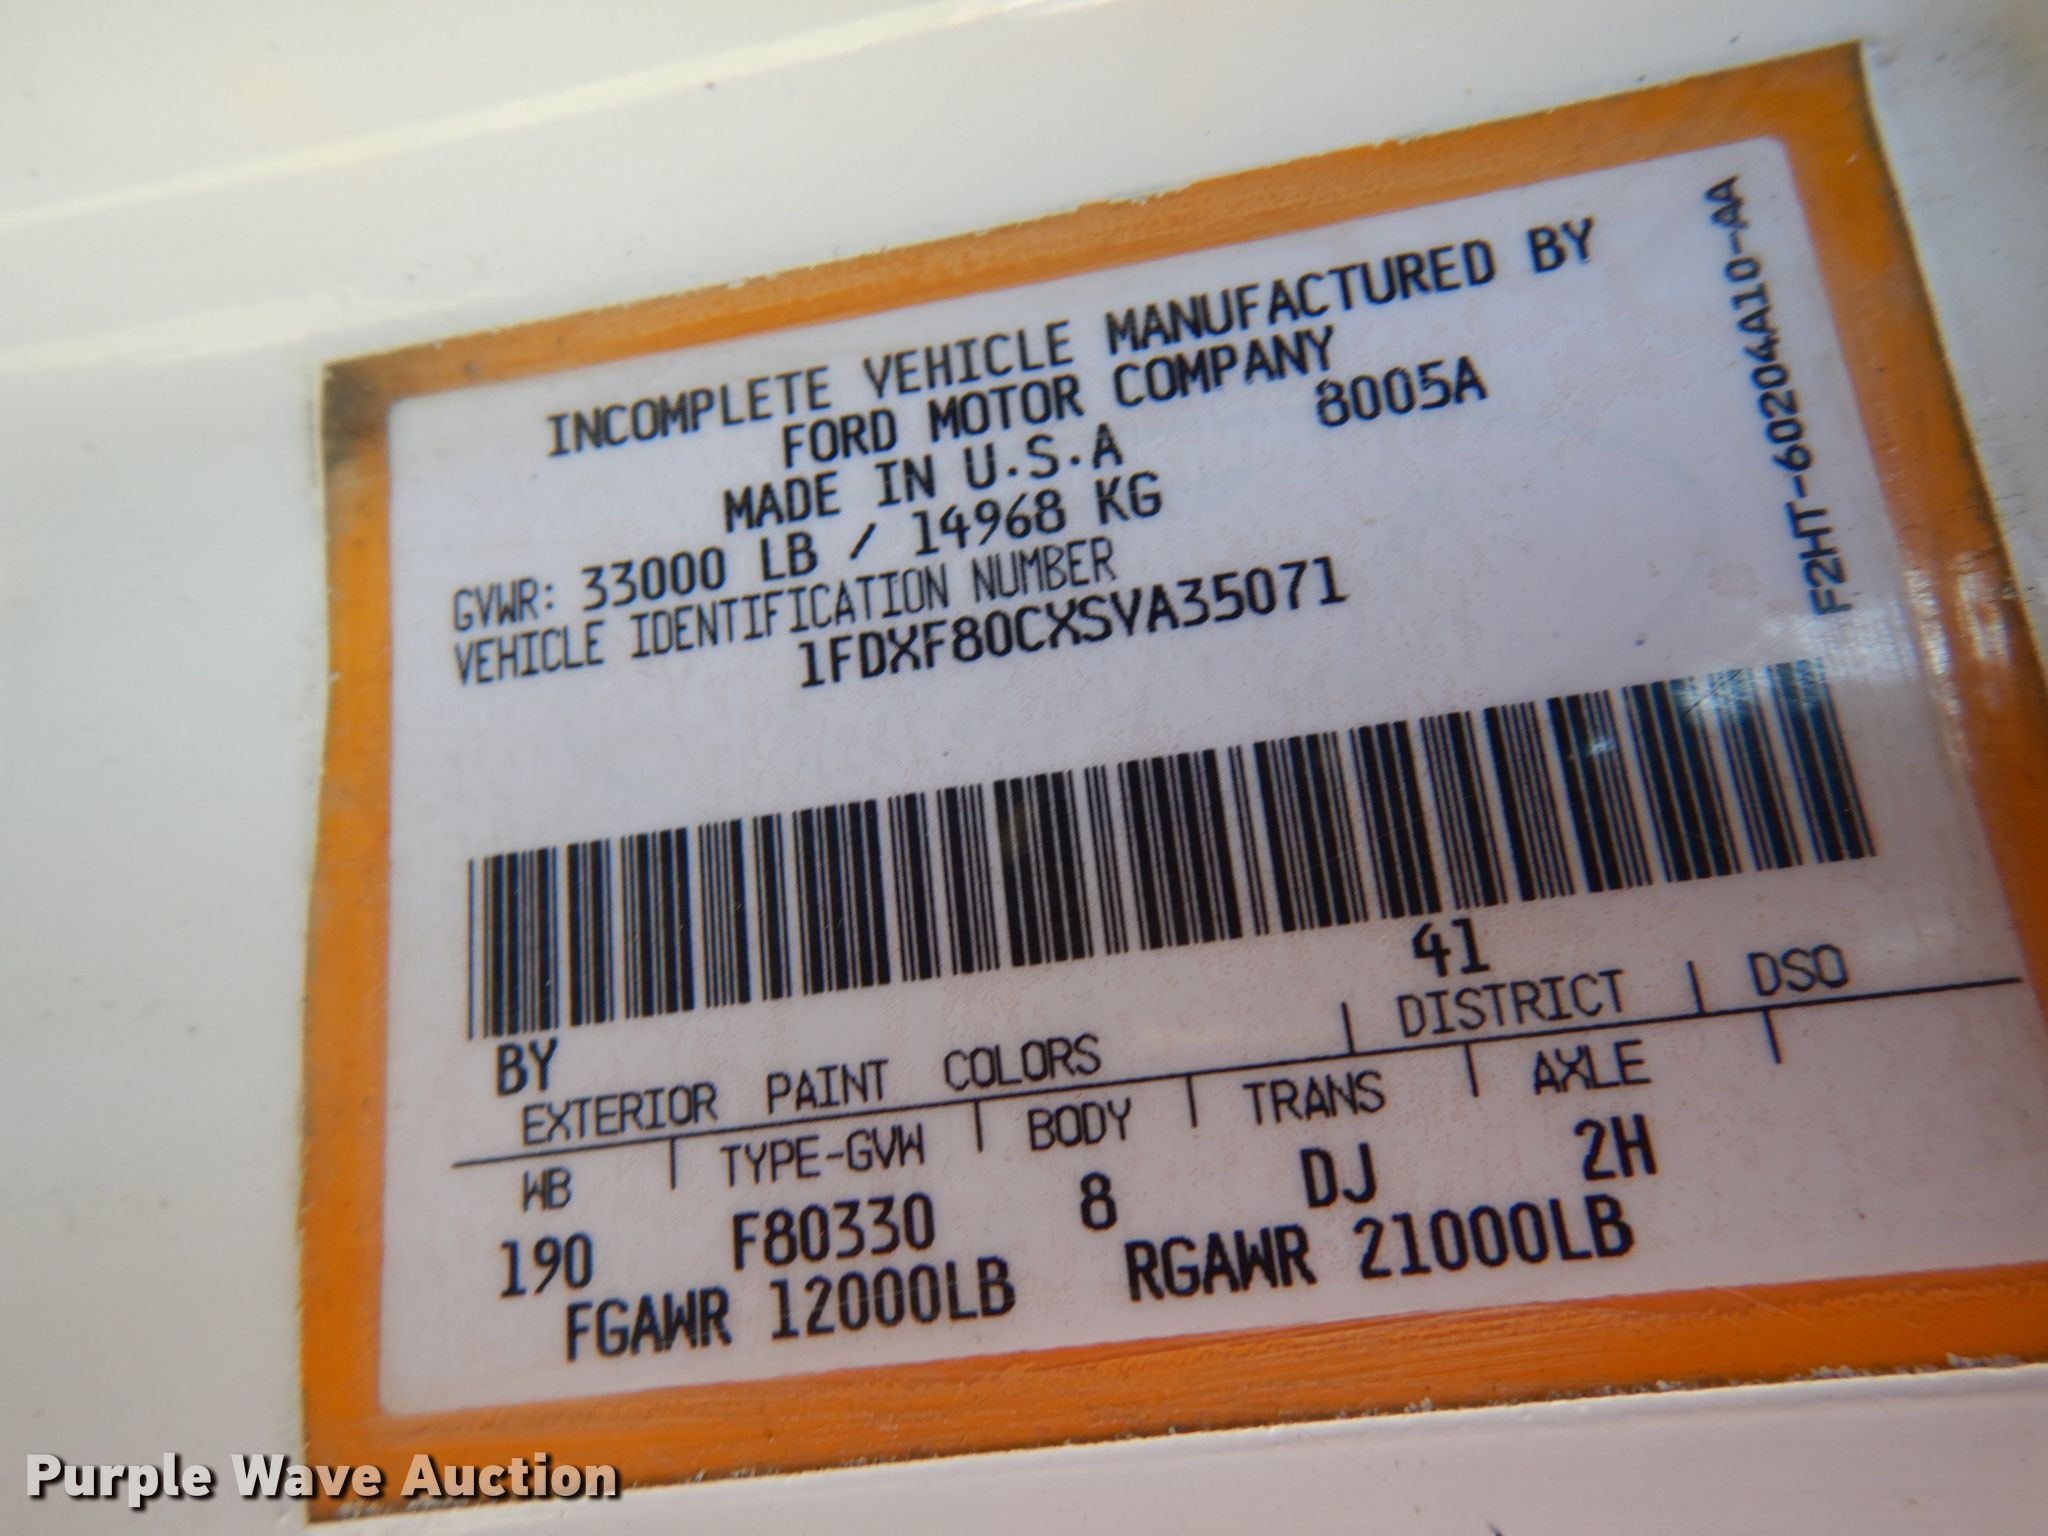 INCOMPLETE VEHICLE MANUFACTURED BY
FORD MOTOR COMPANY
MADE IN U.S.A 8005A
GVWR: 33000 LB / 14968 KG
VEHICLE IDENTIFICATION NUMBER
1FDXF80CXSVA35071
F2HT-60204A10-AA
BY 41
EXTERIOR PAINT COLORS | DISTRICT | DSO
WB | TYPE-GVW | BODY | TRANS | AXLE |
190 F80330 8 DJ 2H
FGAWR 12000LB RGAWR 21000LB
Purple Wave Auction